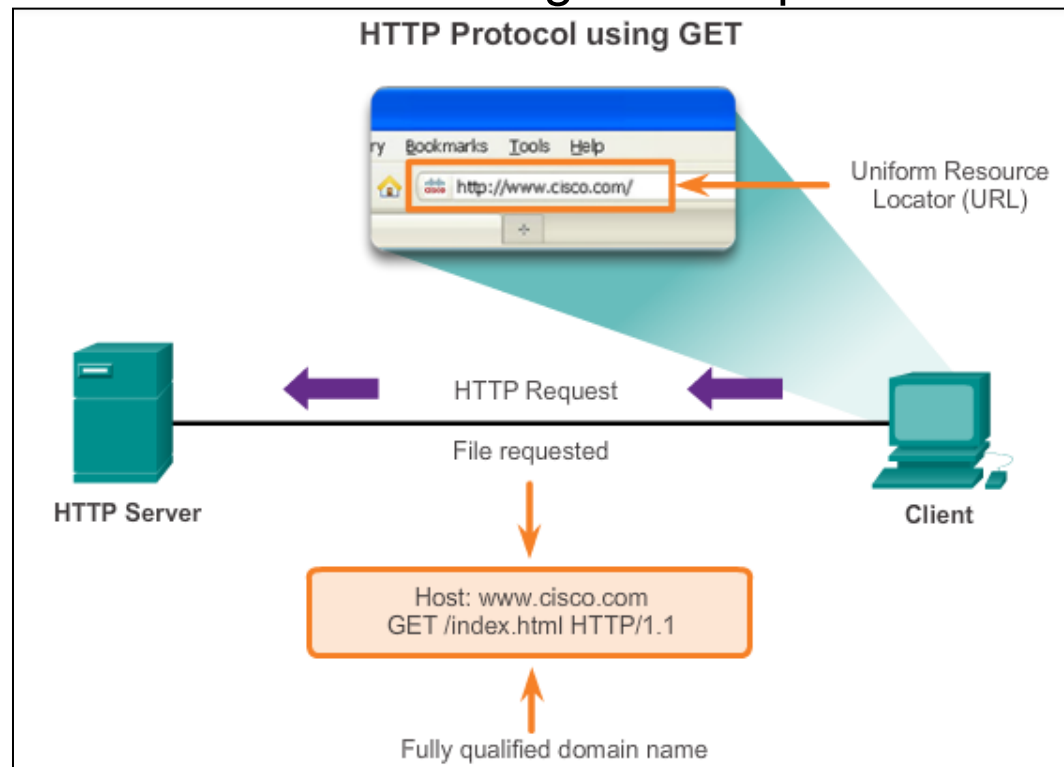 HTTP Protocol using GET
ry Bookmarks Tools Help
cisco http://www.cisco.com/
Uniform Resource
Locator (URL)
HTTP Request
File requested
HTTP Server
Client
Host: www.cisco.com
GET /index.html HTTP/1.1
Fully qualified domain name